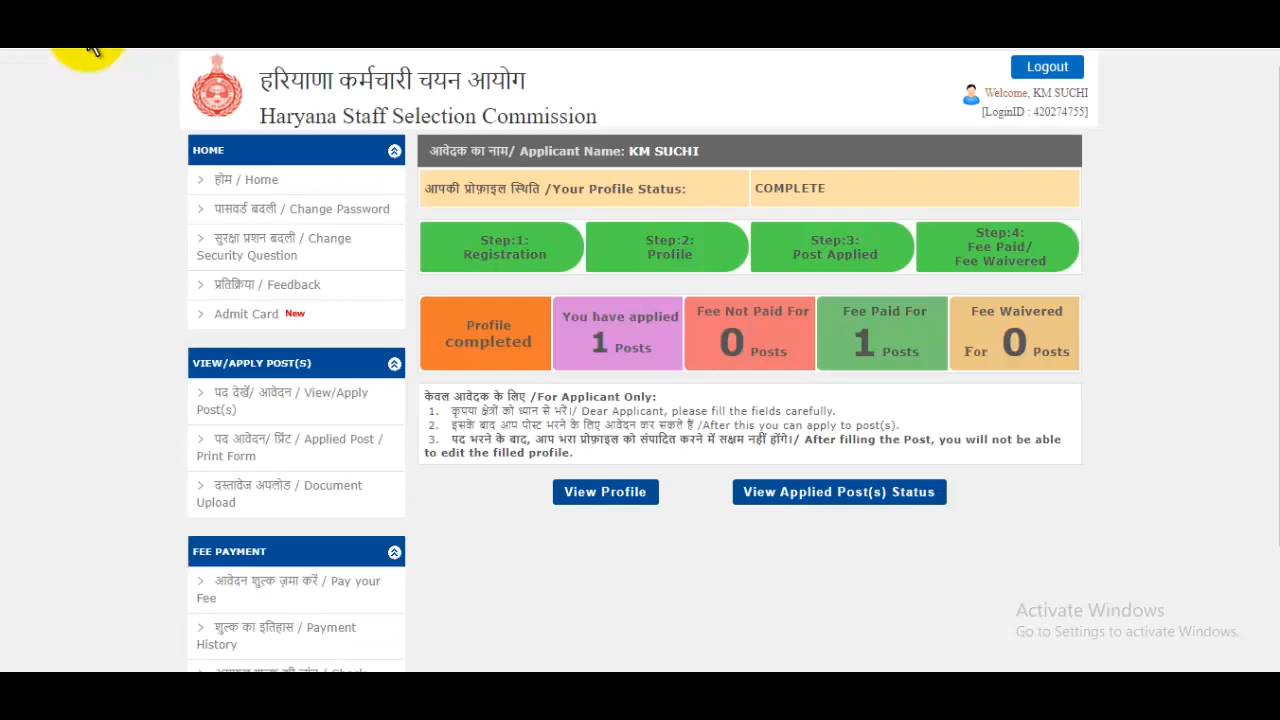 हरियाणा कर्मचारी चयन आयोग
Haryana Staff Selection Commission
Logout
Welcome, KM SUCHI
[LoginID : 420274755]
HOME
होम / Home
पासवर्ड बदली / Change Password
सुरक्षा प्रशन बदली / Change
Security Question
प्रतिक्रिया / Feedback
Admit Card New
VIEW/APPLY POST(S)
पद देखें/ आवेदन / View/Apply
Post(s)
पद आवेदन/ प्रिंट / Applied Post /
Print Form
दस्तावेज अपलोड / Document
Upload
FEE PAYMENT
आवेदन शुल्क ज़मा करें / Pay your
Fee
शुल्क का इतिहास / Payment
History
आवेदक का नाम/ Applicant Name: KM SUCHI
आपकी प्रोफ़ाइल स्थिति /Your Profile Status:
COMPLETE
Step:1:
Registration
Step:2:
Profile
Step:3:
Post Applied
Step:4:
Fee Paid/
Fee Waivered
Profile
completed
You have applied
1 Posts
Fee Not Paid For
0 Posts
Fee Paid For
1 Posts
Fee Waivered
For 0 Posts
केवल आवेदक के लिए /For Applicant Only:
1. कृपया क्षेत्रों को ध्यान से भरें।/ Dear Applicant, please fill the fields carefully.
2. इसके बाद आप पोस्ट भरने के लिए आवेदन कर सकते हैं /After this you can apply to post(s).
3. पद भरने के बाद, आप भरा प्रोफ़ाइल को संपादित करने में सक्षम नहीं होंगे।/ After filling the Post, you will not be able
to edit the filled profile.
View Profile
View Applied Post(s) Status
Activate Windows
Go to Settings to activate Windows.